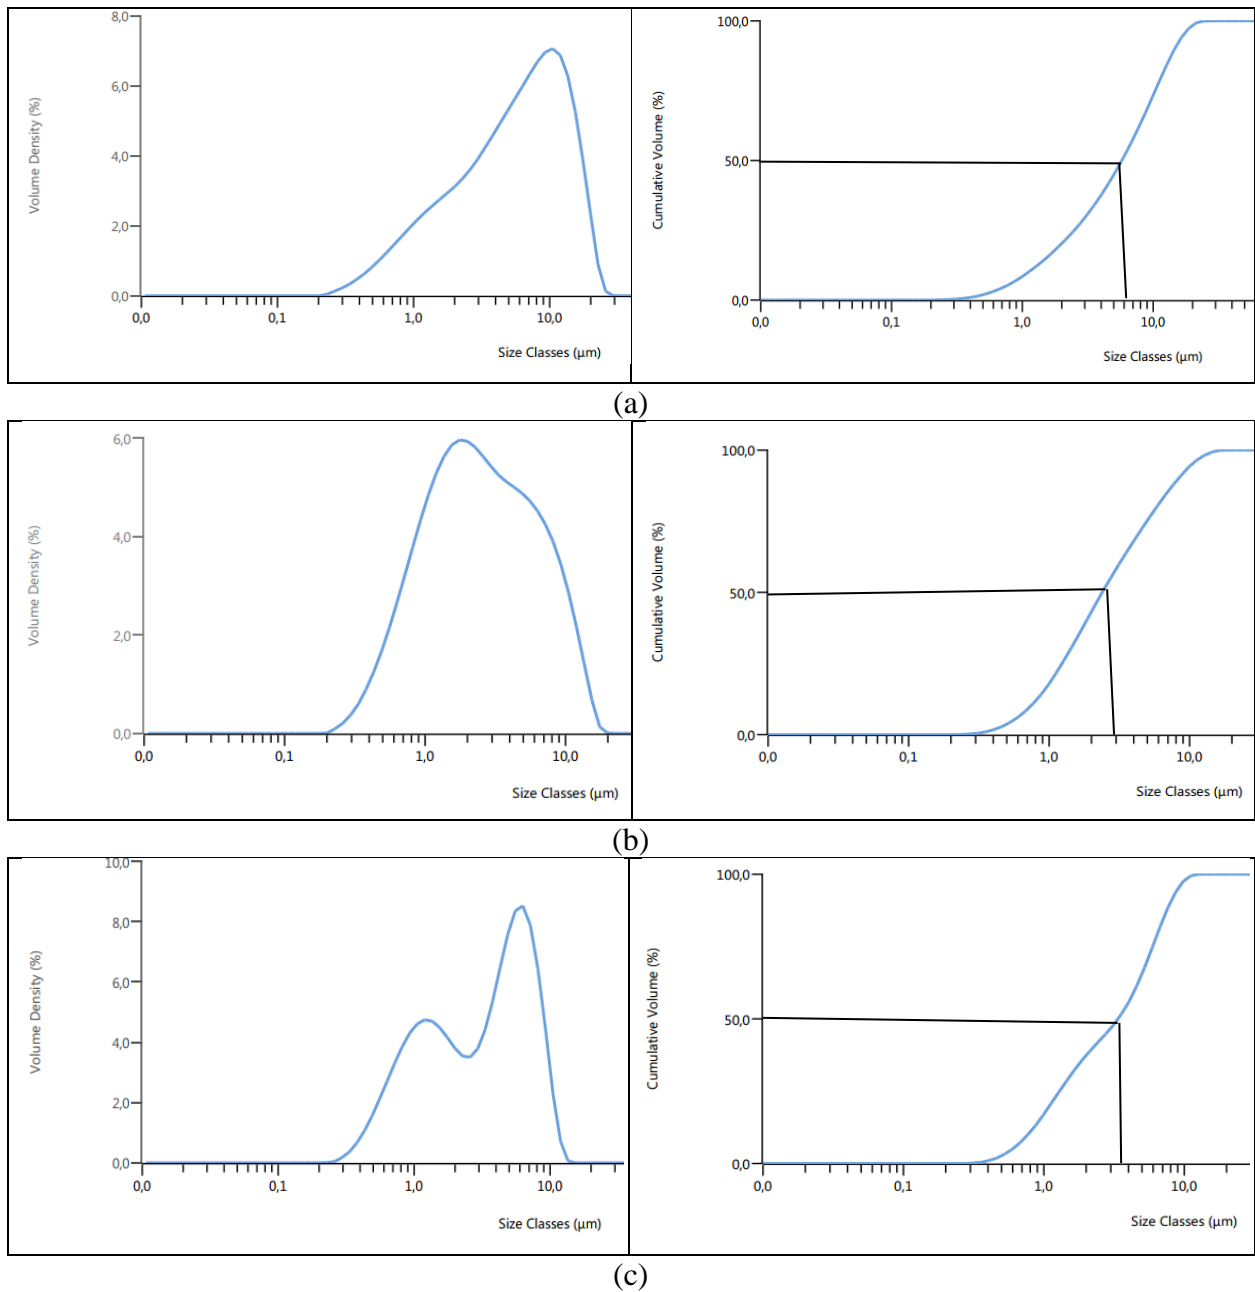 8,0
6,0
4,0
2,0
0,0
Volume Density (%)
0,0 0,1 1,0 10,0
Size Classes (µm)
100,0
50,0
0,0
Cumulative Volume (%)
0,0 0,1 1,0 10,0
Size Classes (µm)
(a)
6,0
4,0
2,0
0,0
Volume Density (%)
0,0 0,1 1,0 10,0
Size Classes (µm)
100,0
50,0
0,0
Cumulative Volume (%)
0,0 0,1 1,0 10,0
Size Classes (µm)
(b)
10,0
8,0
6,0
4,0
2,0
0,0
Volume Density (%)
0,0 0,1 1,0 10,0
Size Classes (µm)
100,0
50,0
0,0
Cumulative Volume (%)
0,0 0,1 1,0 10,0
Size Classes (µm)
(c)